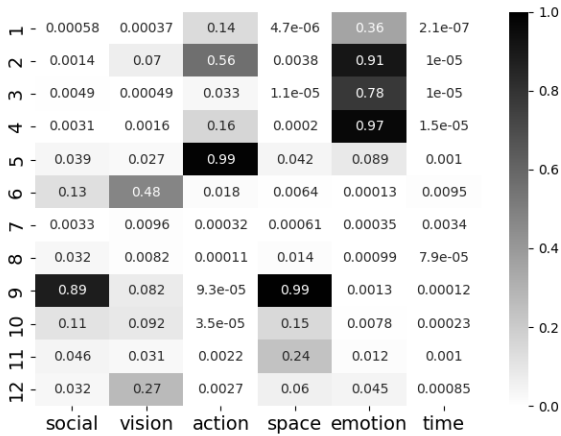 1 0.00058 0.00037 0.14 4.7e-06 0.36 2.1e-07
2 0.0014 0.07 0.56 0.0038 0.91 1e-05
3 0.0049 0.00049 0.033 1.1e-05 0.78 1e-05
4 0.0031 0.0016 0.16 0.0002 0.97 1.5e-05
5 0.039 0.027 0.99 0.042 0.089 0.001
6 0.13 0.48 0.018 0.0064 0.00013 0.0095
7 0.0033 0.0096 0.00032 0.00061 0.00035 0.0034
8 0.032 0.0082 0.00011 0.014 0.00099 7.9e-05
9 0.89 0.082 9.3e-05 0.99 0.0013 0.00012
10 0.11 0.092 3.5e-05 0.15 0.0078 0.00023
11 0.046 0.031 0.0022 0.24 0.012 0.001
12 0.032 0.27 0.0027 0.06 0.045 0.00085
social vision action space emotion time
1.0
0.8
0.6
0.4
0.2
0.0